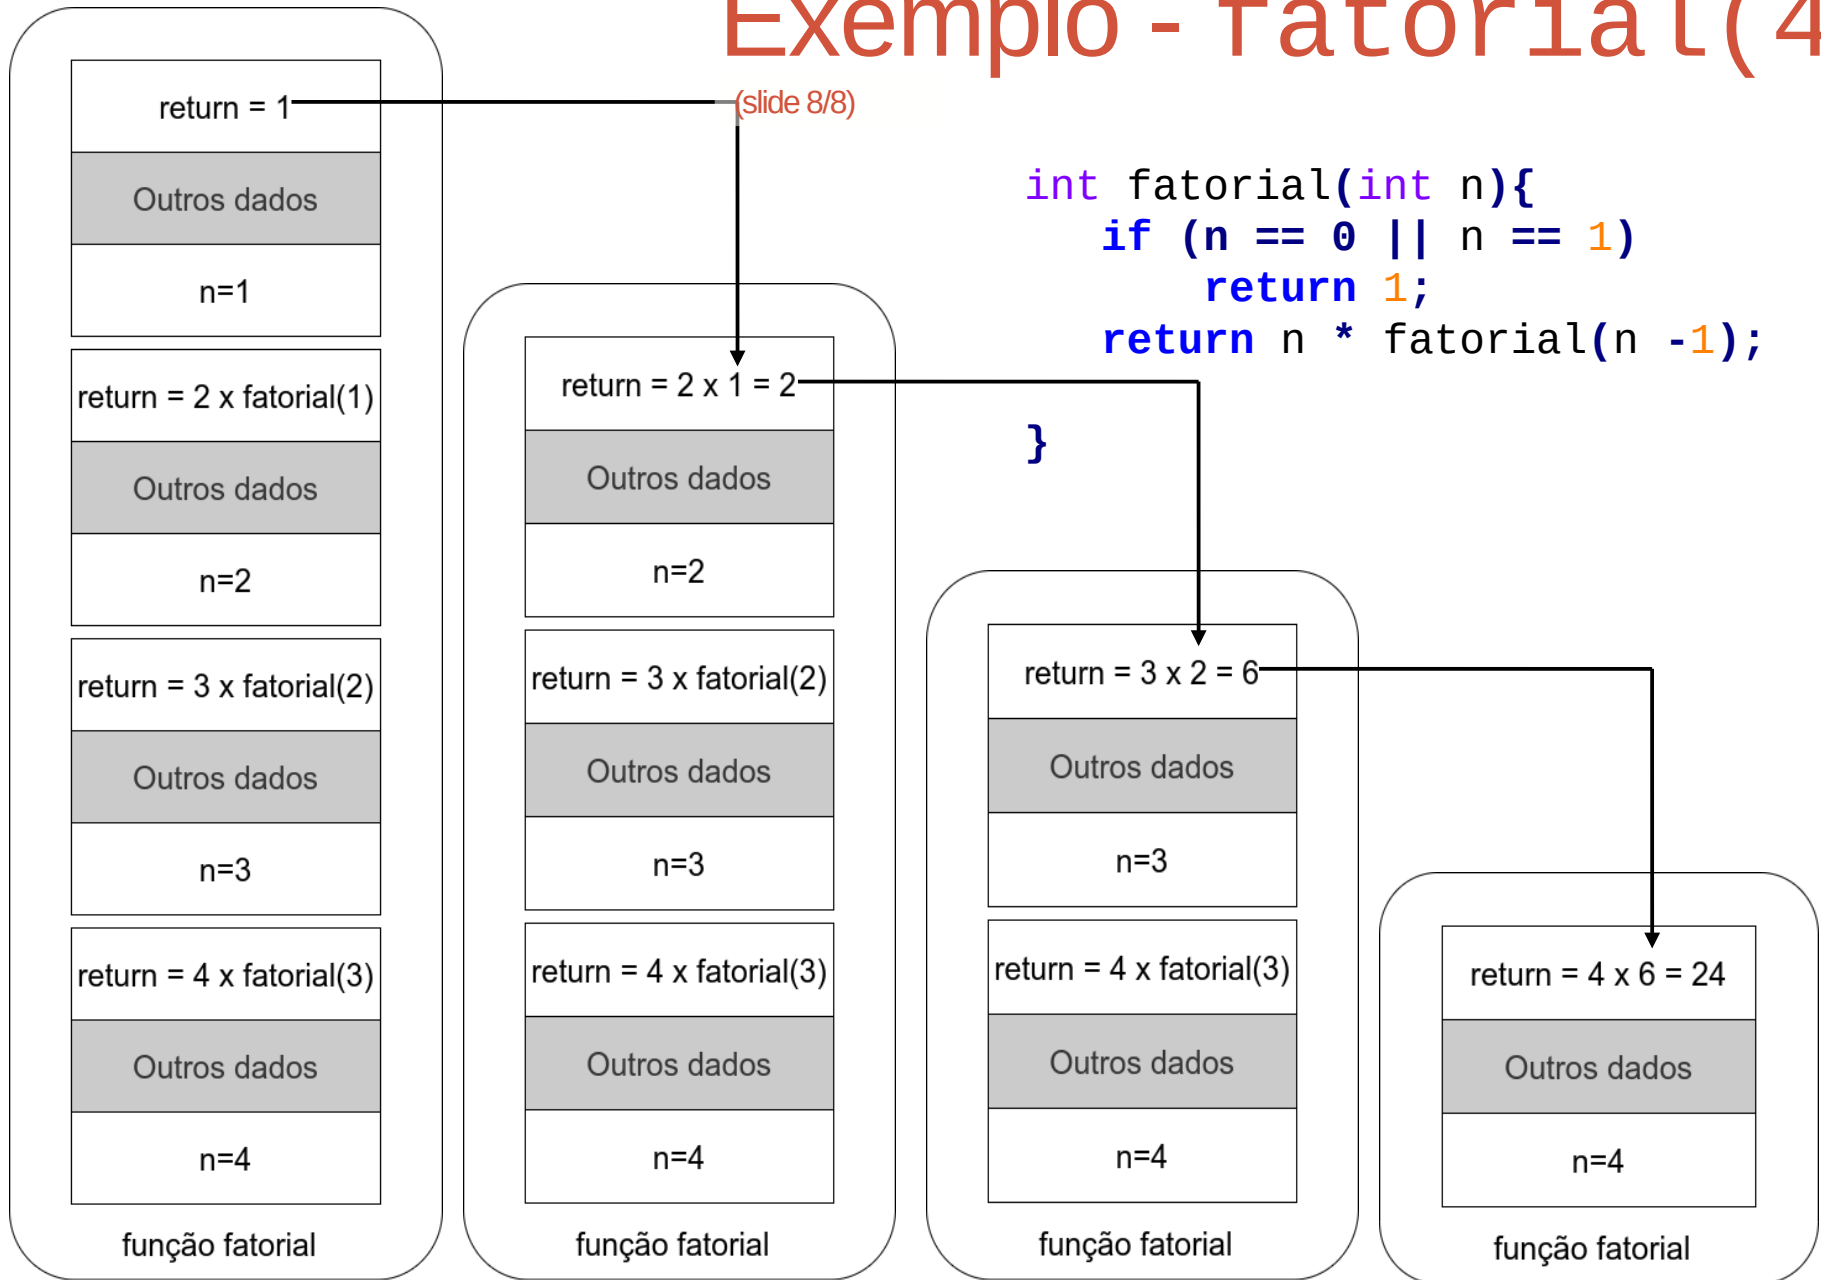 Exemplo - fatorial(4
(slide 8/8)
int fatorial(int n){
if (n == 0 || n == 1)
return 1;
return n * fatorial(n -1);
}
return = 1
Outros dados
n=1
return = 2 x fatorial(1)
Outros dados
n=2
return = 3 x fatorial(2)
Outros dados
n=3
return = 4 x fatorial(3)
Outros dados
n=4
função fatorial
return = 2 x 1 = 2
Outros dados
n=2
return = 3 x fatorial(2)
Outros dados
n=3
return = 4 x fatorial(3)
Outros dados
n=4
função fatorial
return = 3 x 2 = 6
Outros dados
n=3
return = 4 x fatorial(3)
Outros dados
n=4
função fatorial
return = 4 x 6 = 24
Outros dados
n=4
função fatorial